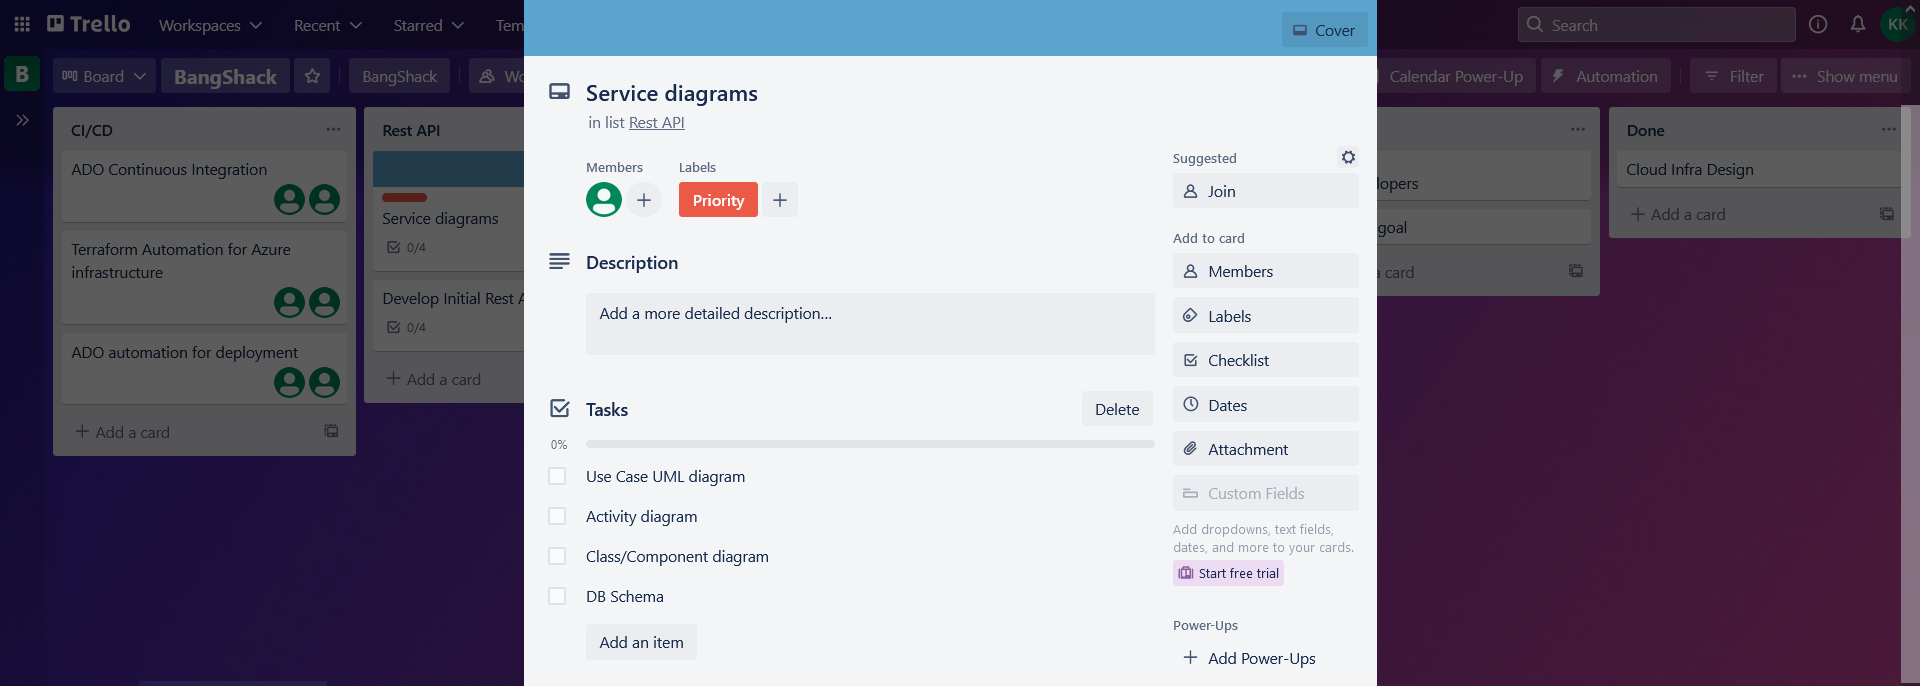 Trello
Workspaces
Recent
Starred
Search
KK
B
Board
BangShack
BangShack
Calendar Power-Up
Automation
Filter
Show menu
CI/CD
ADO Continuous Integration
Terraform Automation for Azure
infrastructure
ADO automation for deployment
+ Add a card
Rest API
Service diagrams
0/4
Develop Initial Rest
0/4
+ Add a card
Cover
Service diagrams
in list Rest API
Members
Labels
Priority
Description
Add a more detailed description...
Tasks
Delete
0%
Use Case UML diagram
Activity diagram
Class/Component diagram
DB Schema
Add an item
Suggested
Join
Add to card
Members
Labels
Checklist
Dates
Attachment
Custom Fields
Add dropdowns, text fields,
dates, and more to your cards.
Start free trial
Power-Ups
+ Add Power-Ups
goal
a card
Done
Cloud Infra Design
+ Add a card